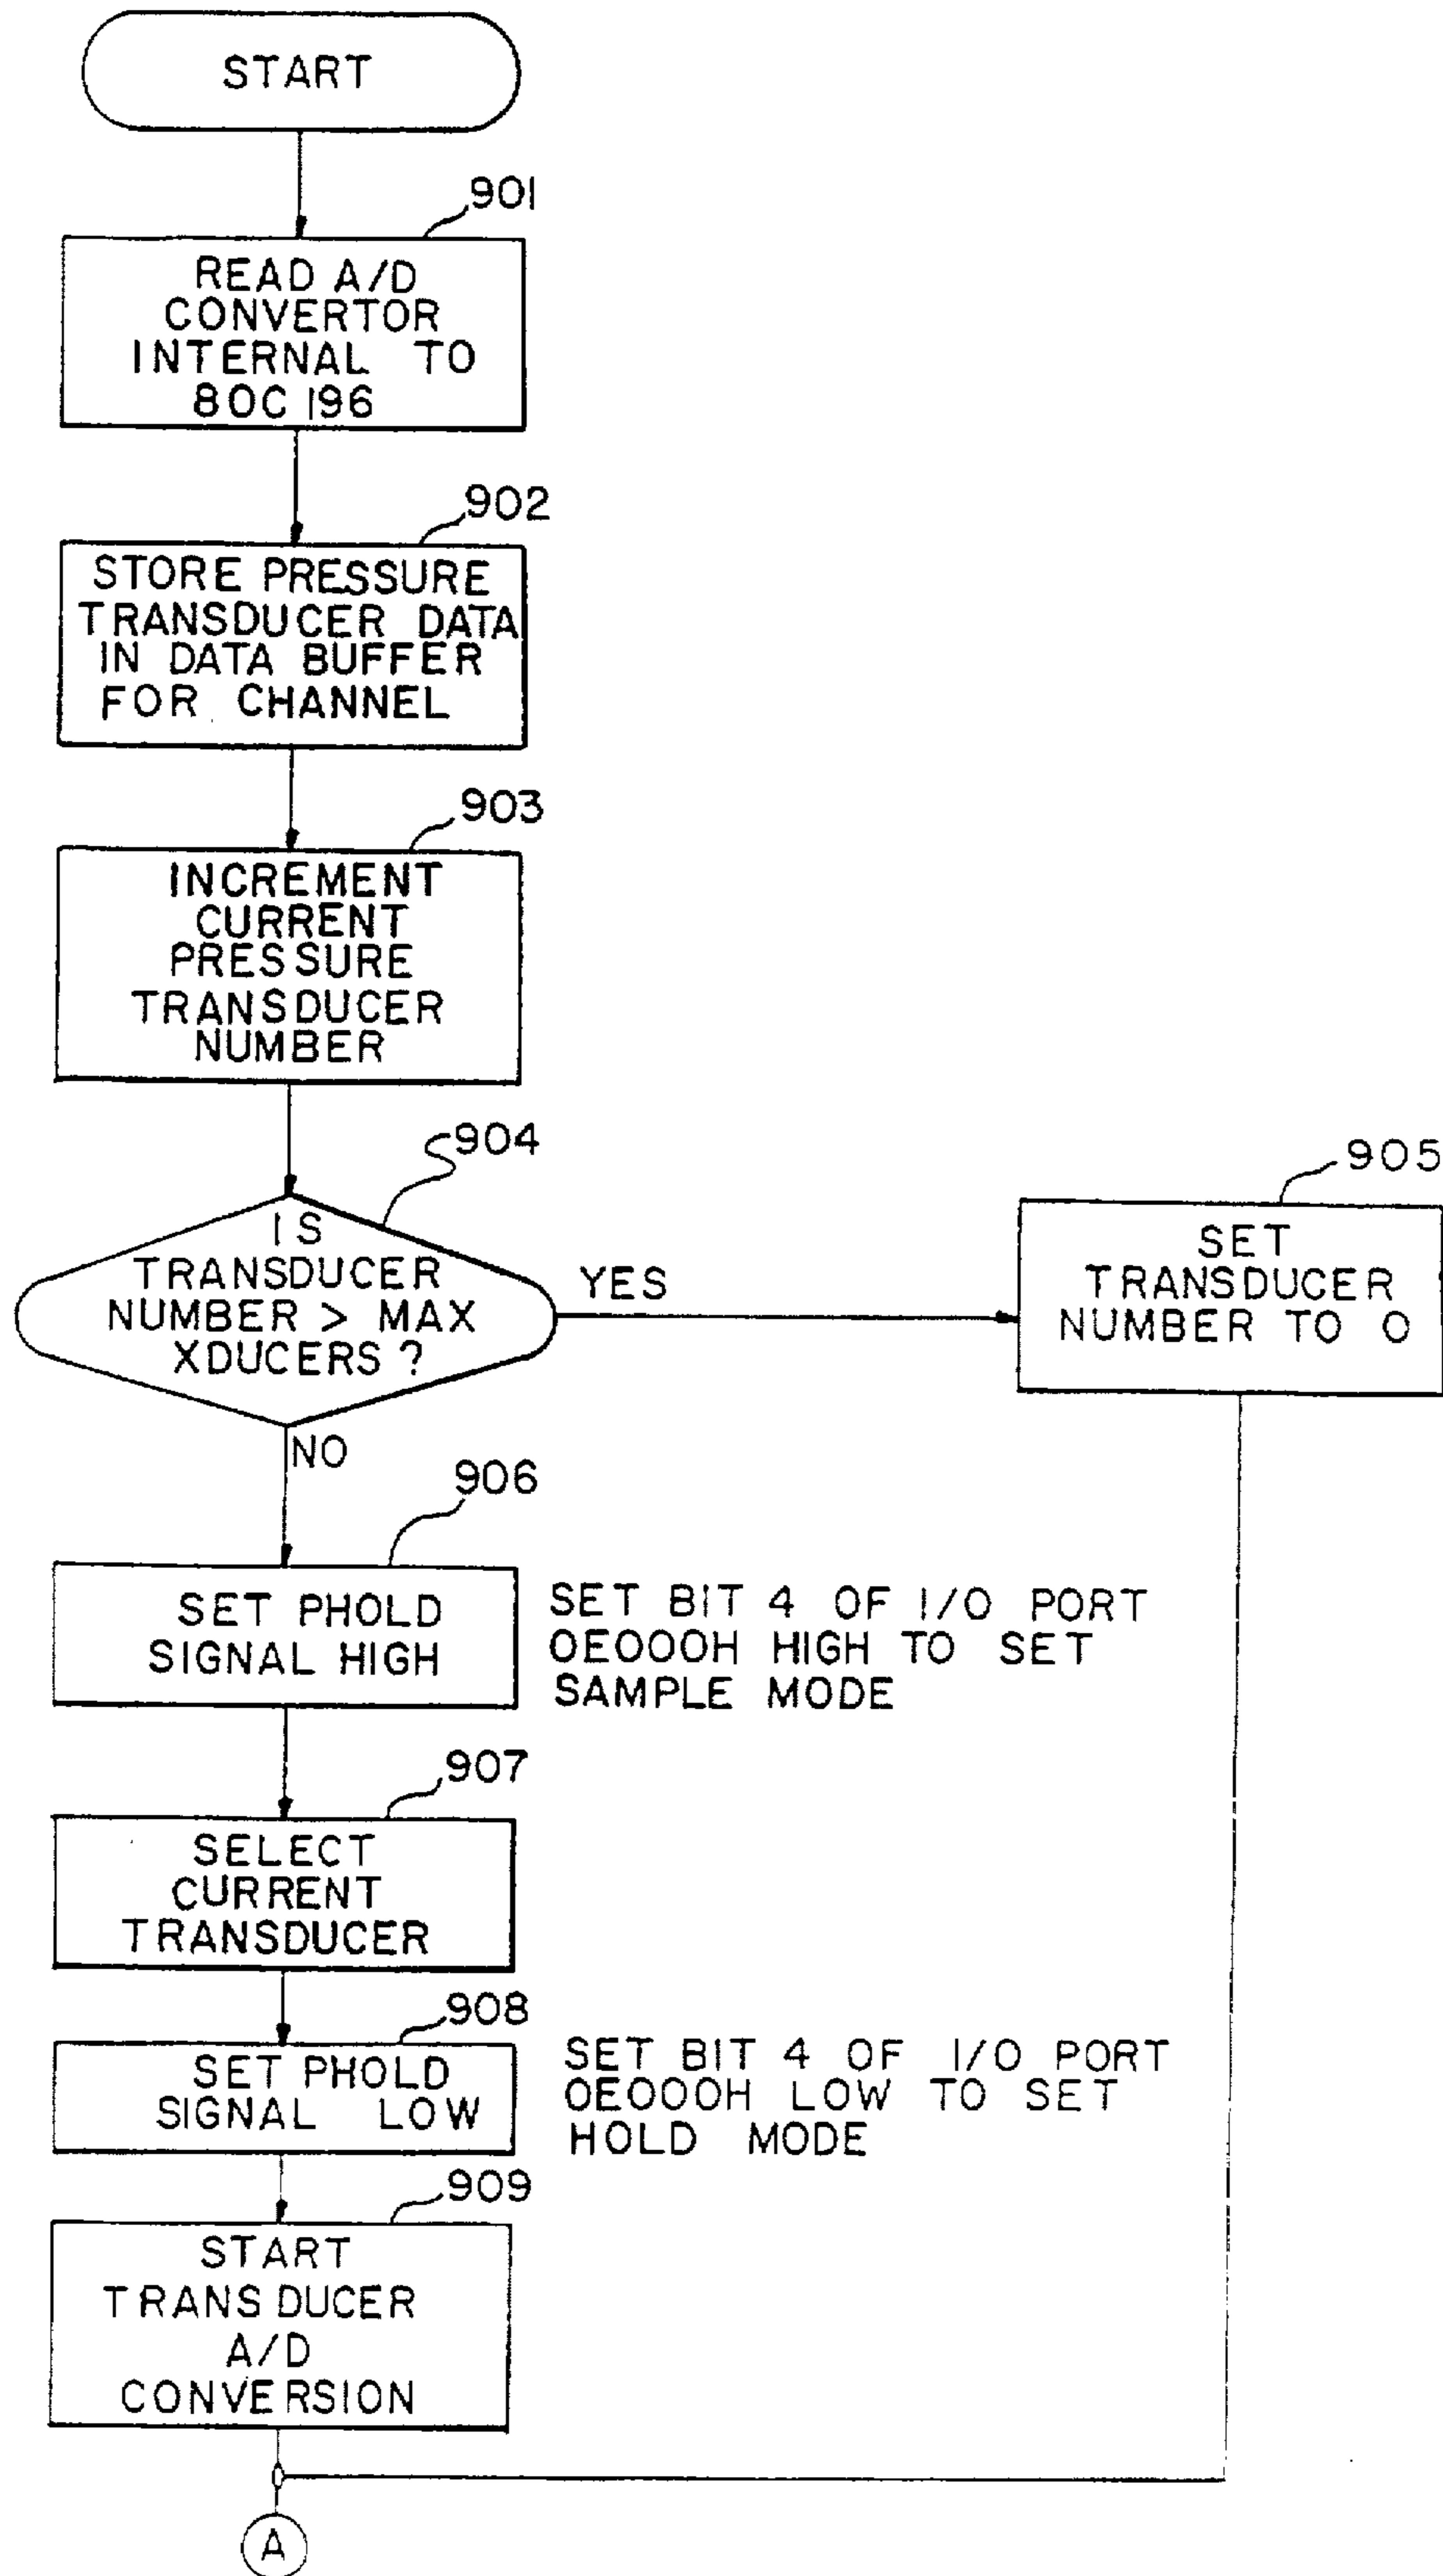 START
901
READ A/D
CONVERTOR
INTERNAL TO
80C 196
902
STORE PRESSURE
TRANSDUCER DATA
IN DATA BUFFER
FOR CHANNEL
903
INCREMENT
CURRENT
PRESSURE
TRANSDUCER
NUMBER
904
IS
TRANSDUCER
NUMBER > MAX
XDUCERS ?
YES
905
SET
TRANSDUCER
NUMBER TO 0
NO
906
SET PHOLD
SIGNAL HIGH
SET BIT 4 OF I/O PORT
0E000H HIGH TO SET
SAMPLE MODE
907
SELECT
CURRENT
TRANSDUCER
908
SET PHOLD
SIGNAL LOW
SET BIT 4 OF I/O PORT
0E000H LOW TO SET
HOLD MODE
909
START
TRANSDUCER
A/D
CONVERSION
A